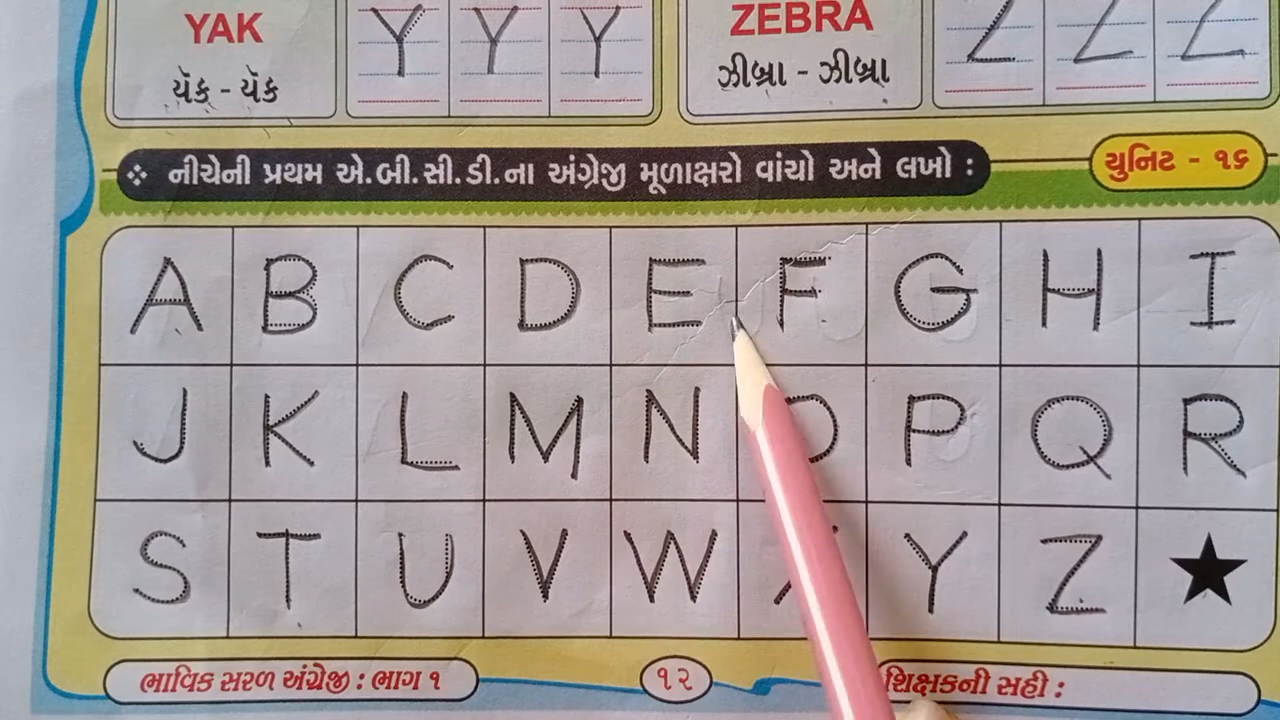 YAK Y Y Y ZEBRA Z Z Z
યૅક - યૅક ઝીબ્રા - ઝીબ્રા
❖ નીચેની પ્રથમ એ.બી.સી.ડી.ના અંગ્રેજી મૂળાક્ષરો વાંચો અને લખો : યુનિટ - ૧૬
A B C D E F G H I
J K L M N O P Q R
S T U V W X Y Z ★
ભાવિક સરળ અંગ્રેજી : ભાગ ૧ ૧૨ શિક્ષકની સહી :